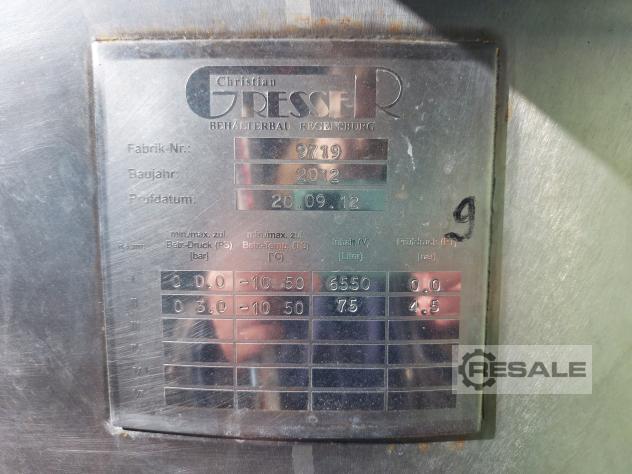 Christian
GRESSER
BEHÄLTERBAU REGENSBURG
Fabrik-Nr.: 9719
Baujahr: 2012
Prüfdatum: 20.09.12
9
min./max. zul. min./max. zul.
Betr.-Druck (PS) Betr.-Temp. (TS) Inhalt (V) Prüfdruck (PT)
[bar] [°C] [Liter] [bar]
0 0.0 -10 50 6550 0.0
0 3.0 -10 50 75 4.5
RESALE